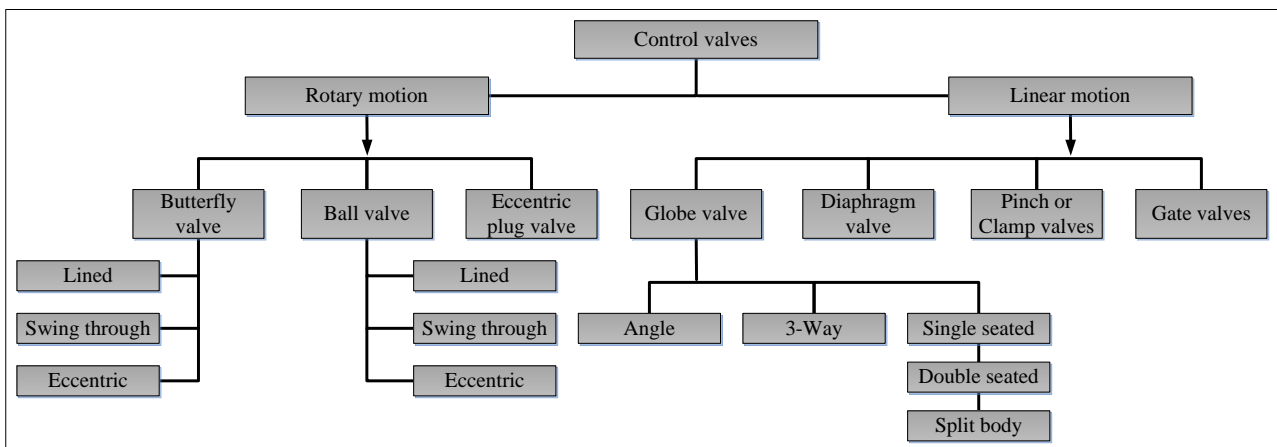 Control valves
Rotary motion
Linear motion
Butterfly
valve
Ball valve
Eccentric
plug valve
Globe valve
Diaphragm
valve
Pinch or
Clamp valves
Gate valves
Lined
Swing through
Eccentric
Lined
Swing through
Eccentric
Angle
3-Way
Single seated
Double seated
Split body